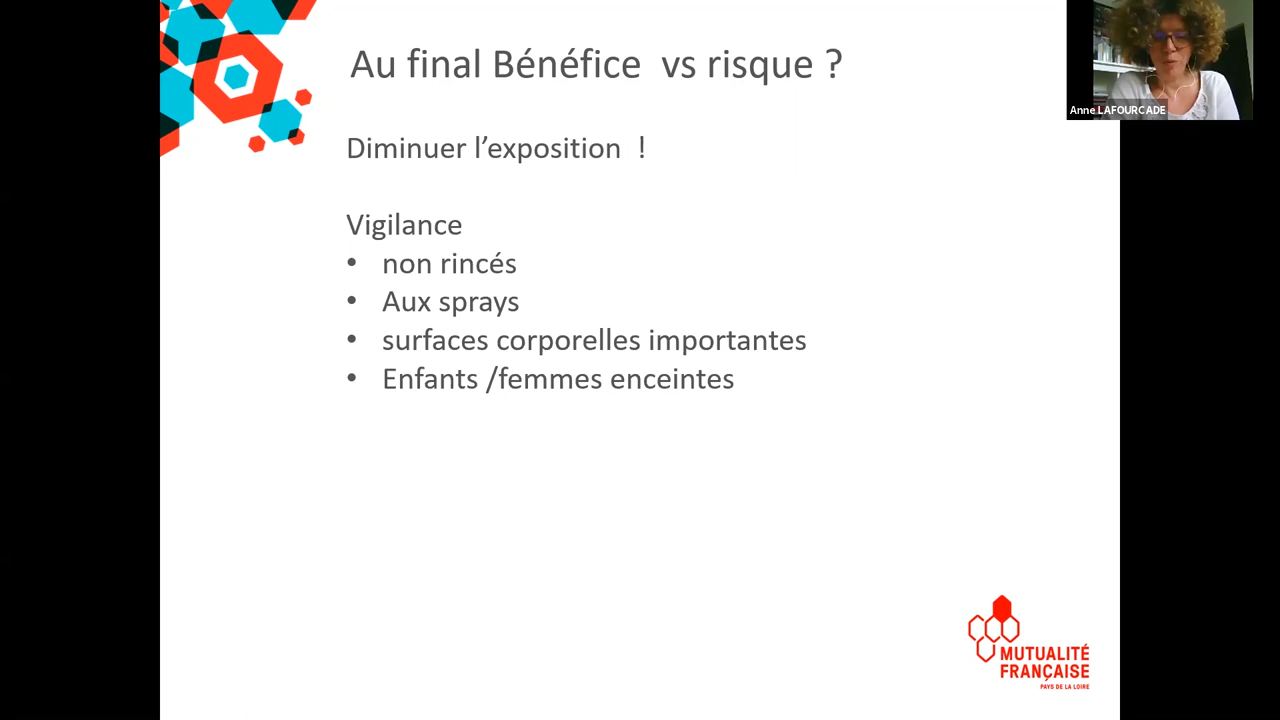 Au final Bénéfice vs risque ?
Anne LAFOURCADE
Diminuer l'exposition !
Vigilance
• non rincés
• Aux sprays
• surfaces corporelles importantes
• Enfants /femmes enceintes
MUTUALITÉ
FRANÇAISE
PAYS DE LA LOIRE